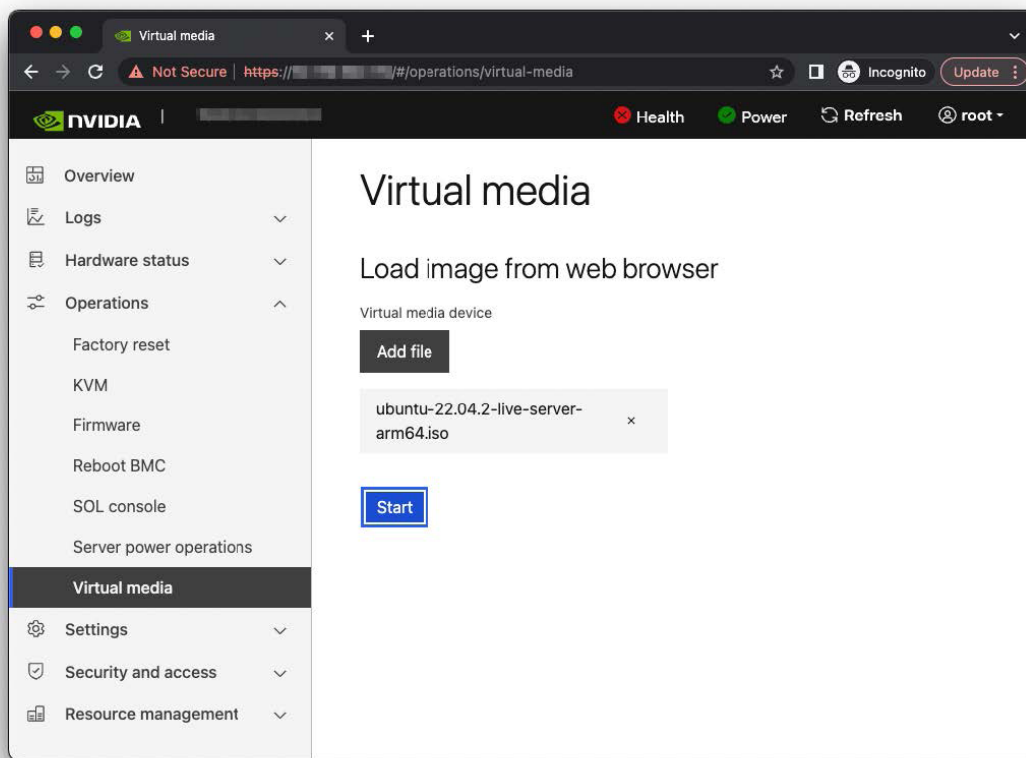 Virtual media
Not Secure https:// /#/operations/virtual-media Incognito Update
NVIDIA Health Power Refresh root
Overview
Logs
Hardware status
Operations
Factory reset
KVM
Firmware
Reboot BMC
SOL console
Server power operations
Virtual media
Settings
Security and access
Resource management
Virtual media
Load image from web browser
Virtual media device
Add file
ubuntu-22.04.2-live-server-
arm64.iso
Start